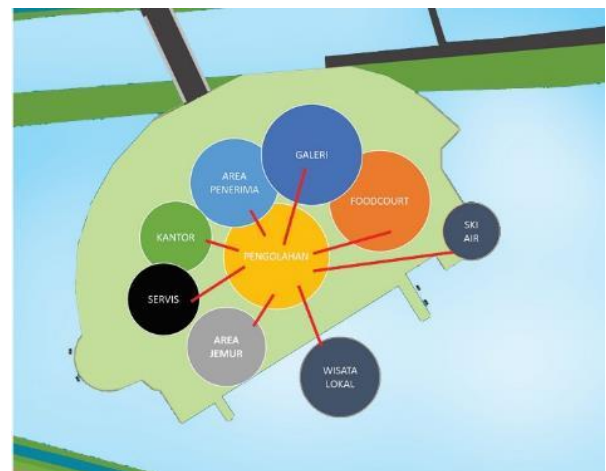 GALERI
AREA
PENERIMA
FOODCOURT
KANTOR
SKI
AIR
PENGOLAHAN
SERVIS
AREA
JEMUR
WISATA
LOKAL